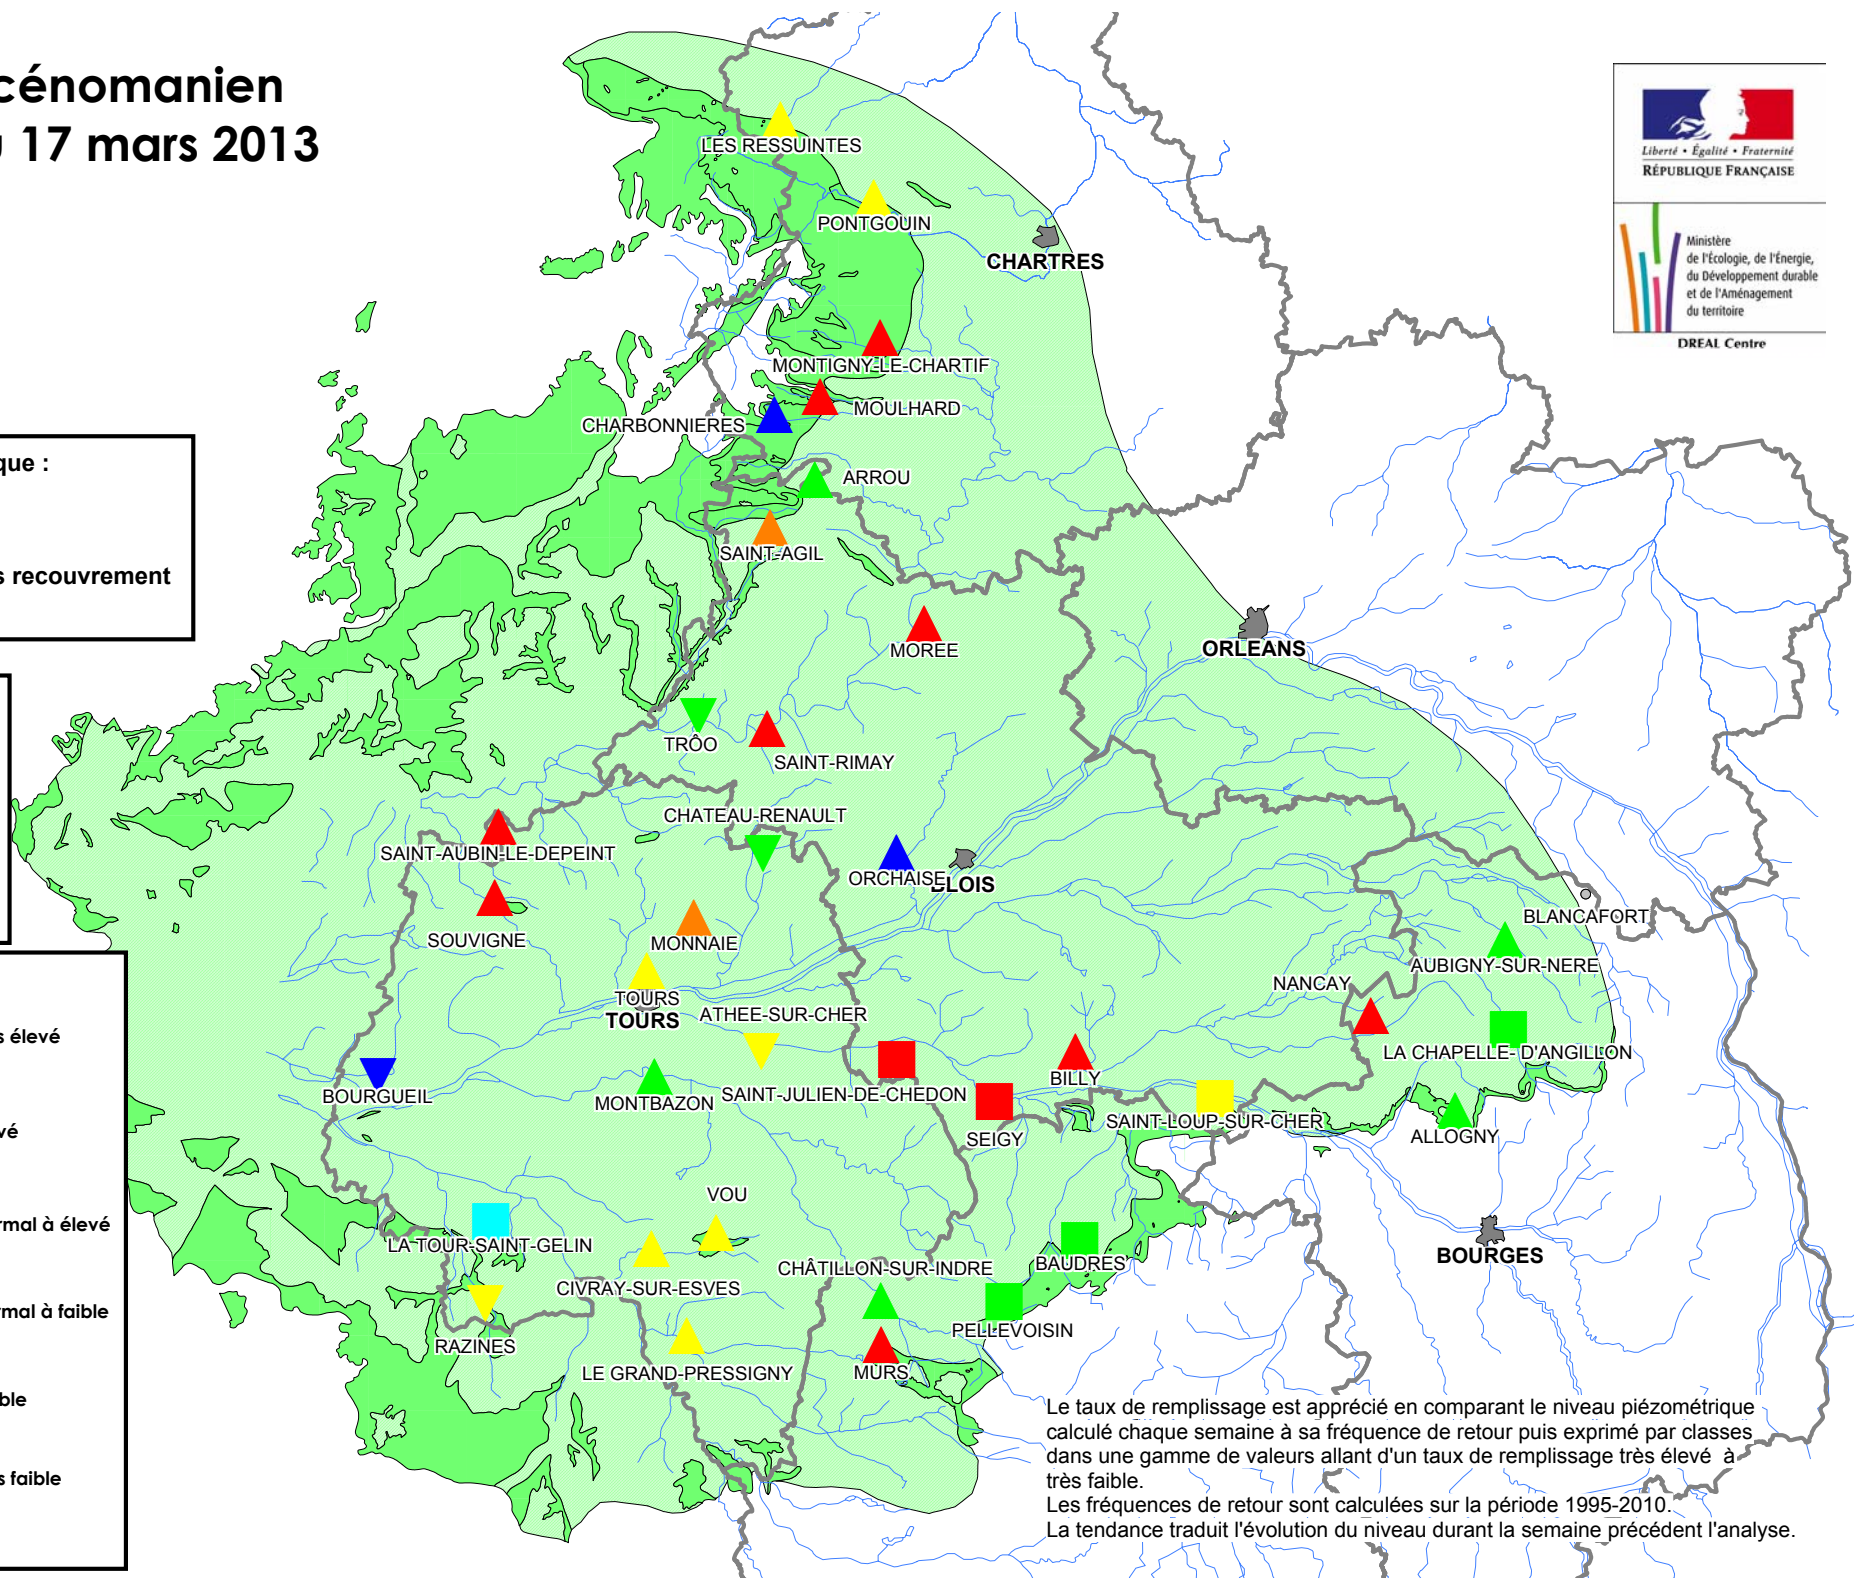 cénomanien
17 mars 2013
Liberté • Égalité • Fraternité
RÉPUBLIQUE FRANÇAISE
Ministère
de l'Écologie, de l'Énergie,
du Développement durable
et de l'Aménagement
du territoire
DREAL Centre
que :
s recouvrement
s élevé
vé
rmal à élevé
rmal à faible
ble
s faible
LES RESSUINTES
PONTGOUIN
CHARTRES
MONTIGNY-LE-CHARTIF
MOULHARD
CHARBONNIERES
ARROU
SAINT-AGIL
MOREE
ORLEANS
TRÔO
SAINT-RIMAY
CHATEAU-RENAULT
SAINT-AUBIN-LE-DEPEINT
ORCHAISE
BLOIS
SOUVIGNE
MONNAIE
BLANCAFORT
AUBIGNY-SUR-NERE
NANCAY
TOURS
TOURS
ATHEE-SUR-CHER
LA CHAPELLE- D'ANGILLON
BOURGUEIL
MONTBAZON
SAINT-JULIEN-DE-CHEDON
BILLY
SEIGY
SAINT-LOUP-SUR-CHER
ALLOGNY
VOU
LA TOUR-SAINT-GELIN
CIVRAY-SUR-ESVES
CHÂTILLON-SUR-INDRE
BAUDRES
BOURGES
RAZINES
PELLEVOISIN
LE GRAND-PRESSIGNY
MURS
Le taux de remplissage est apprécié en comparant le niveau piézométrique
calculé chaque semaine à sa fréquence de retour puis exprimé par classes
dans une gamme de valeurs allant d'un taux de remplissage très élevé à
très faible.
Les fréquences de retour sont calculées sur la période 1995-2010.
La tendance traduit l'évolution du niveau durant la semaine précédent l'analyse.